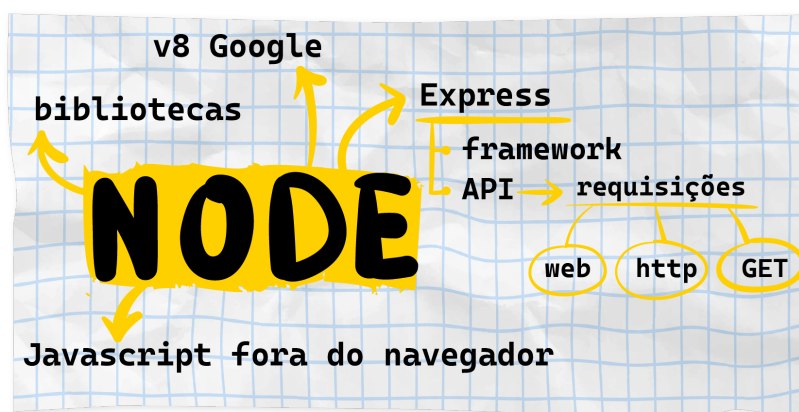 v8 Google
bibliotecas
Express
framework
API
requisições
web
http
GET
NODE
Javascript fora do navegador